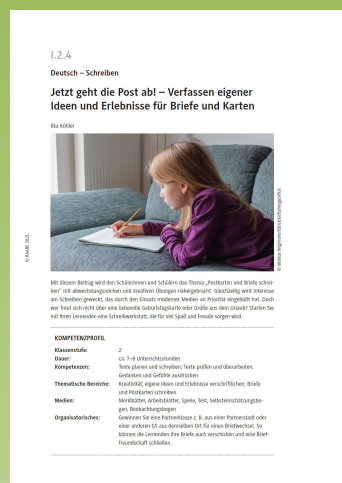 I.2.4
Deutsch – Schreiben
Jetzt geht die Post ab! – Verfassen eigener
Ideen und Erlebnisse für Briefe und Karten
Ilka Köhler
© RAABE 2021
Mit diesem Beitrag wird den Schülerinnen und Schülern das Thema „Postkarten und Briefe schrei-
ben“ mit abwechslungsreichen und kreativen Übungen nähergebracht. Gleichzeitig wird Interesse
am Schreiben geweckt, das durch den Einsatz moderner Medien an Priorität eingebüßt hat. Doch
wer freut sich nicht über eine liebevolle Geburtstagskarte oder Grüße aus dem Urlaub? Starten Sie
mit Ihren Lernenden eine Schreibwerkstatt, die für viel Spaß und Freude sorgen wird.
KOMPETENZPROFIL
Klassenstufe: 2
Dauer: ca. 7–8 Unterrichtsstunden
Kompetenzen: Texte planen und schreiben; Texte prüfen und überarbeiten;
Gedanken und Gefühle ausdrücken
Thematische Bereiche: Kreativität; eigene Ideen und Erlebnisse verschriftlichen; Briefe
und Postkarten schreiben
Medien: Merkblätter, Arbeitsblätter, Spiele, Test, Selbsteinschätzungsbo-
gen, Beobachtungsbogen
Organisatorisches: Gewinnen Sie eine Partnerklasse z. B. aus einer Partnerstadt oder
einer anderen GS aus demselben Ort für einen Briefwechsel. So
können die Lernenden ihre Briefe auch verschicken und eine Brief-
freundschaft schließen.